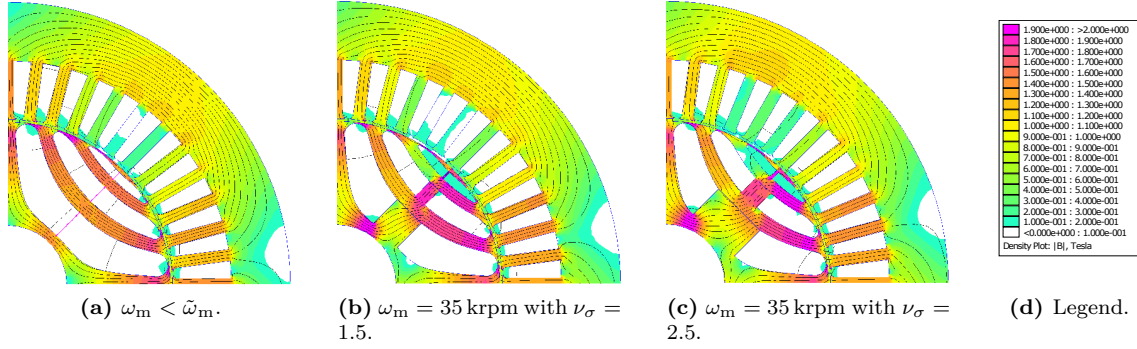 1.900e+000 : >2.000e+000
1.800e+000 : 1.900e+000
1.700e+000 : 1.800e+000
1.600e+000 : 1.700e+000
1.500e+000 : 1.600e+000
1.400e+000 : 1.500e+000
1.300e+000 : 1.400e+000
1.200e+000 : 1.300e+000
1.100e+000 : 1.200e+000
1.000e+000 : 1.100e+000
9.000e-001 : 1.000e+000
8.000e-001 : 9.000e-001
7.000e-001 : 8.000e-001
6.000e-001 : 7.000e-001
5.000e-001 : 6.000e-001
4.000e-001 : 5.000e-001
3.000e-001 : 4.000e-001
2.000e-001 : 3.000e-001
1.000e-001 : 2.000e-001
<0.000e+000 : 1.000e-001
Density Plot: |B|, Tesla
(a) ωm < ω̃m.
(b) ωm = 35 krpm with νσ =
1.5.
(c) ωm = 35 krpm with νσ =
2.5.
(d) Legend.